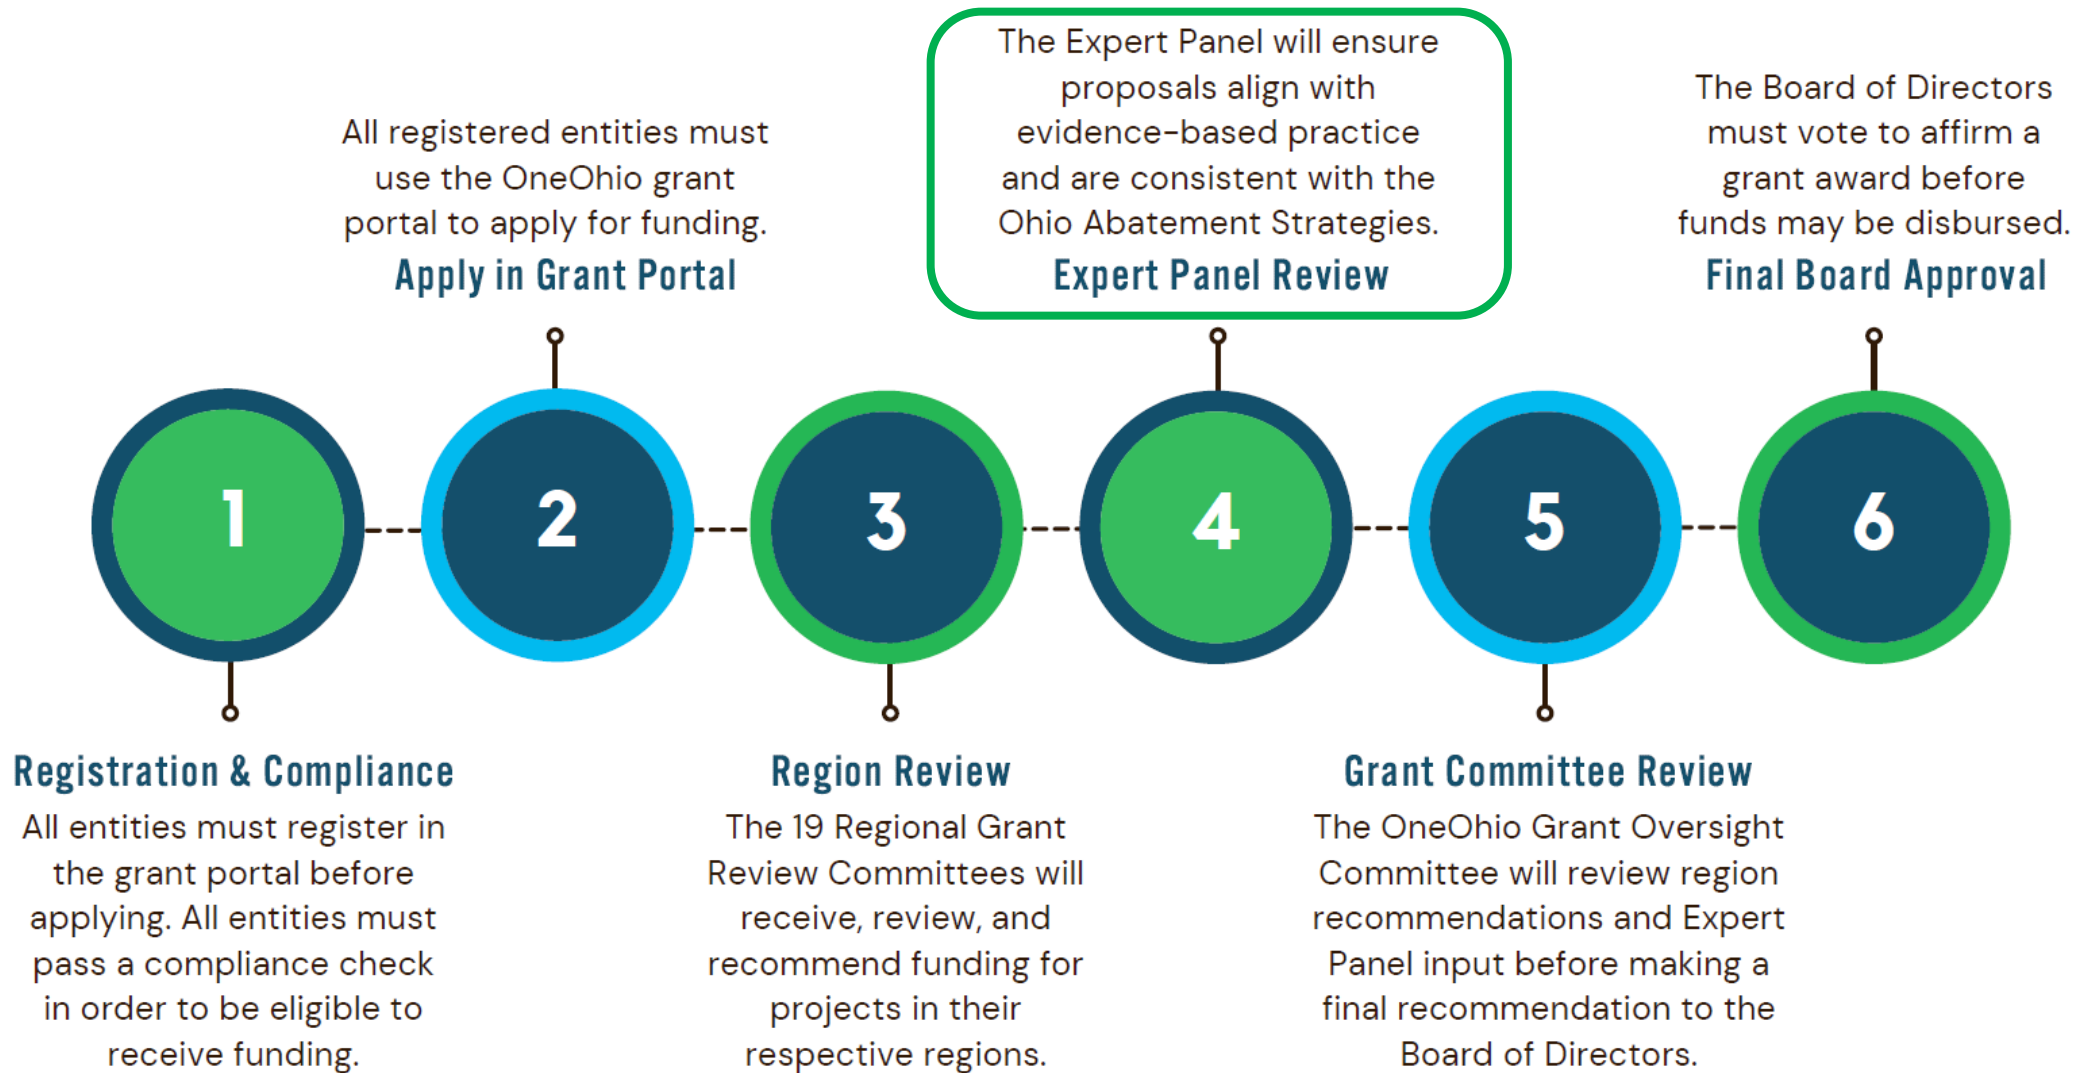 1
Registration & Compliance
All entities must register in
the grant portal before
applying. All entities must
pass a compliance check
in order to be eligible to
receive funding.
All registered entities must
use the OneOhio grant
portal to apply for funding.
Apply in Grant Portal
2
3
Region Review
The 19 Regional Grant
Review Committees will
receive, review, and
recommend funding for
projects in their
respective regions.
The Expert Panel will ensure
proposals align with
evidence-based practice
and are consistent with the
Ohio Abatement Strategies.
Expert Panel Review
4
5
Grant Committee Review
The OneOhio Grant Oversight
Committee will review region
recommendations and Expert
Panel input before making a
final recommendation to the
Board of Directors.
The Board of Directors
must vote to affirm a
grant award before
funds may be disbursed.
Final Board Approval
6